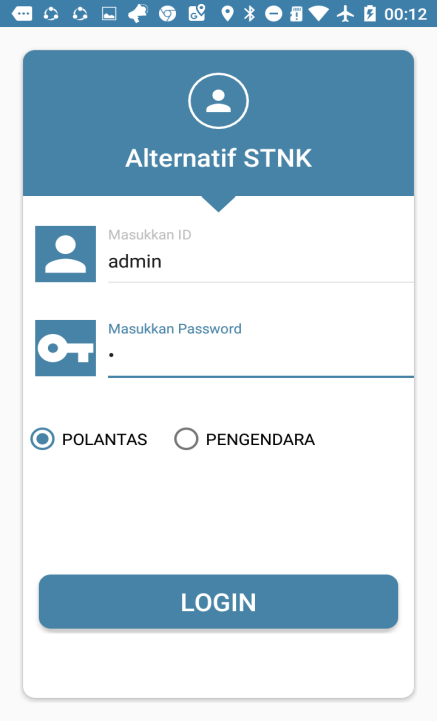 00:12
Alternatif STNK
Masukkan ID
admin
Masukkan Password
•
POLANTAS
PENGENDARA
LOGIN